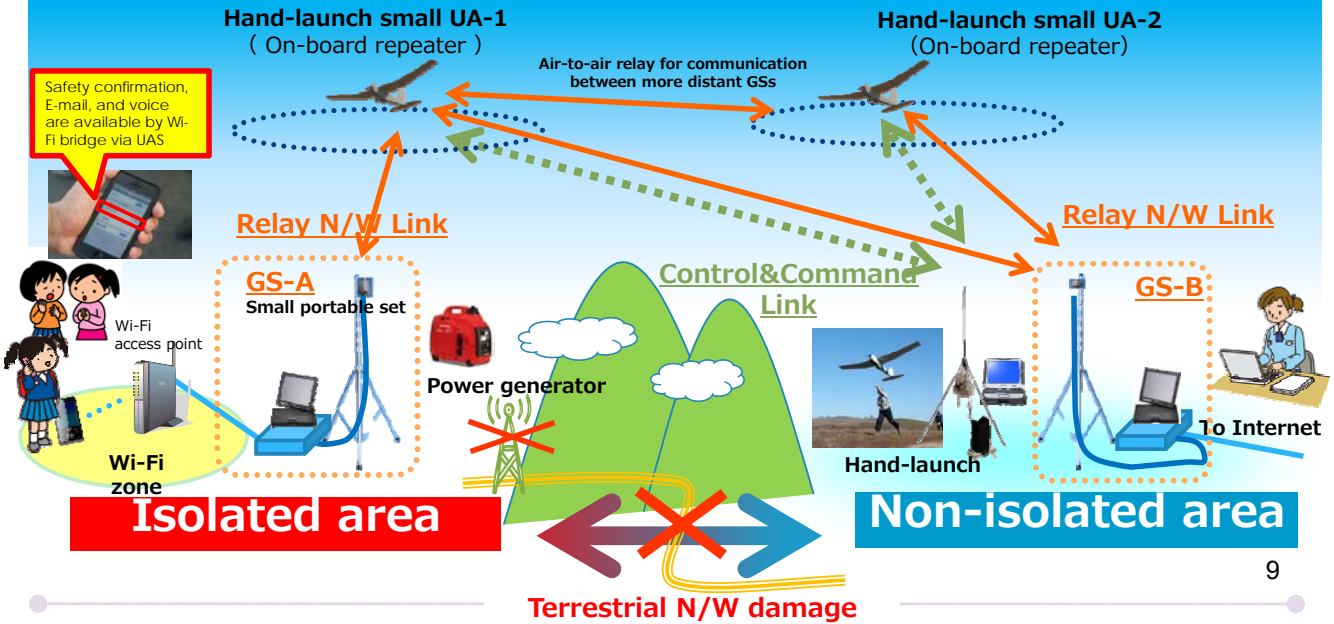 Hand-launch small UA-1
( On-board repeater )
Hand-launch small UA-2
(On-board repeater)
Air-to-air relay for communication
between more distant GSs
Safety confirmation,
E-mail, and voice
are available by Wi-
Fi bridge via UAS
Relay N/W Link
Relay N/W Link
GS-A
Small portable set
Control&Command
Link
GS-B
Wi-Fi
access point
Power generator
To Internet
Wi-Fi
zone
Hand-launch
Isolated area
Non-isolated area
9
Terrestrial N/W damage